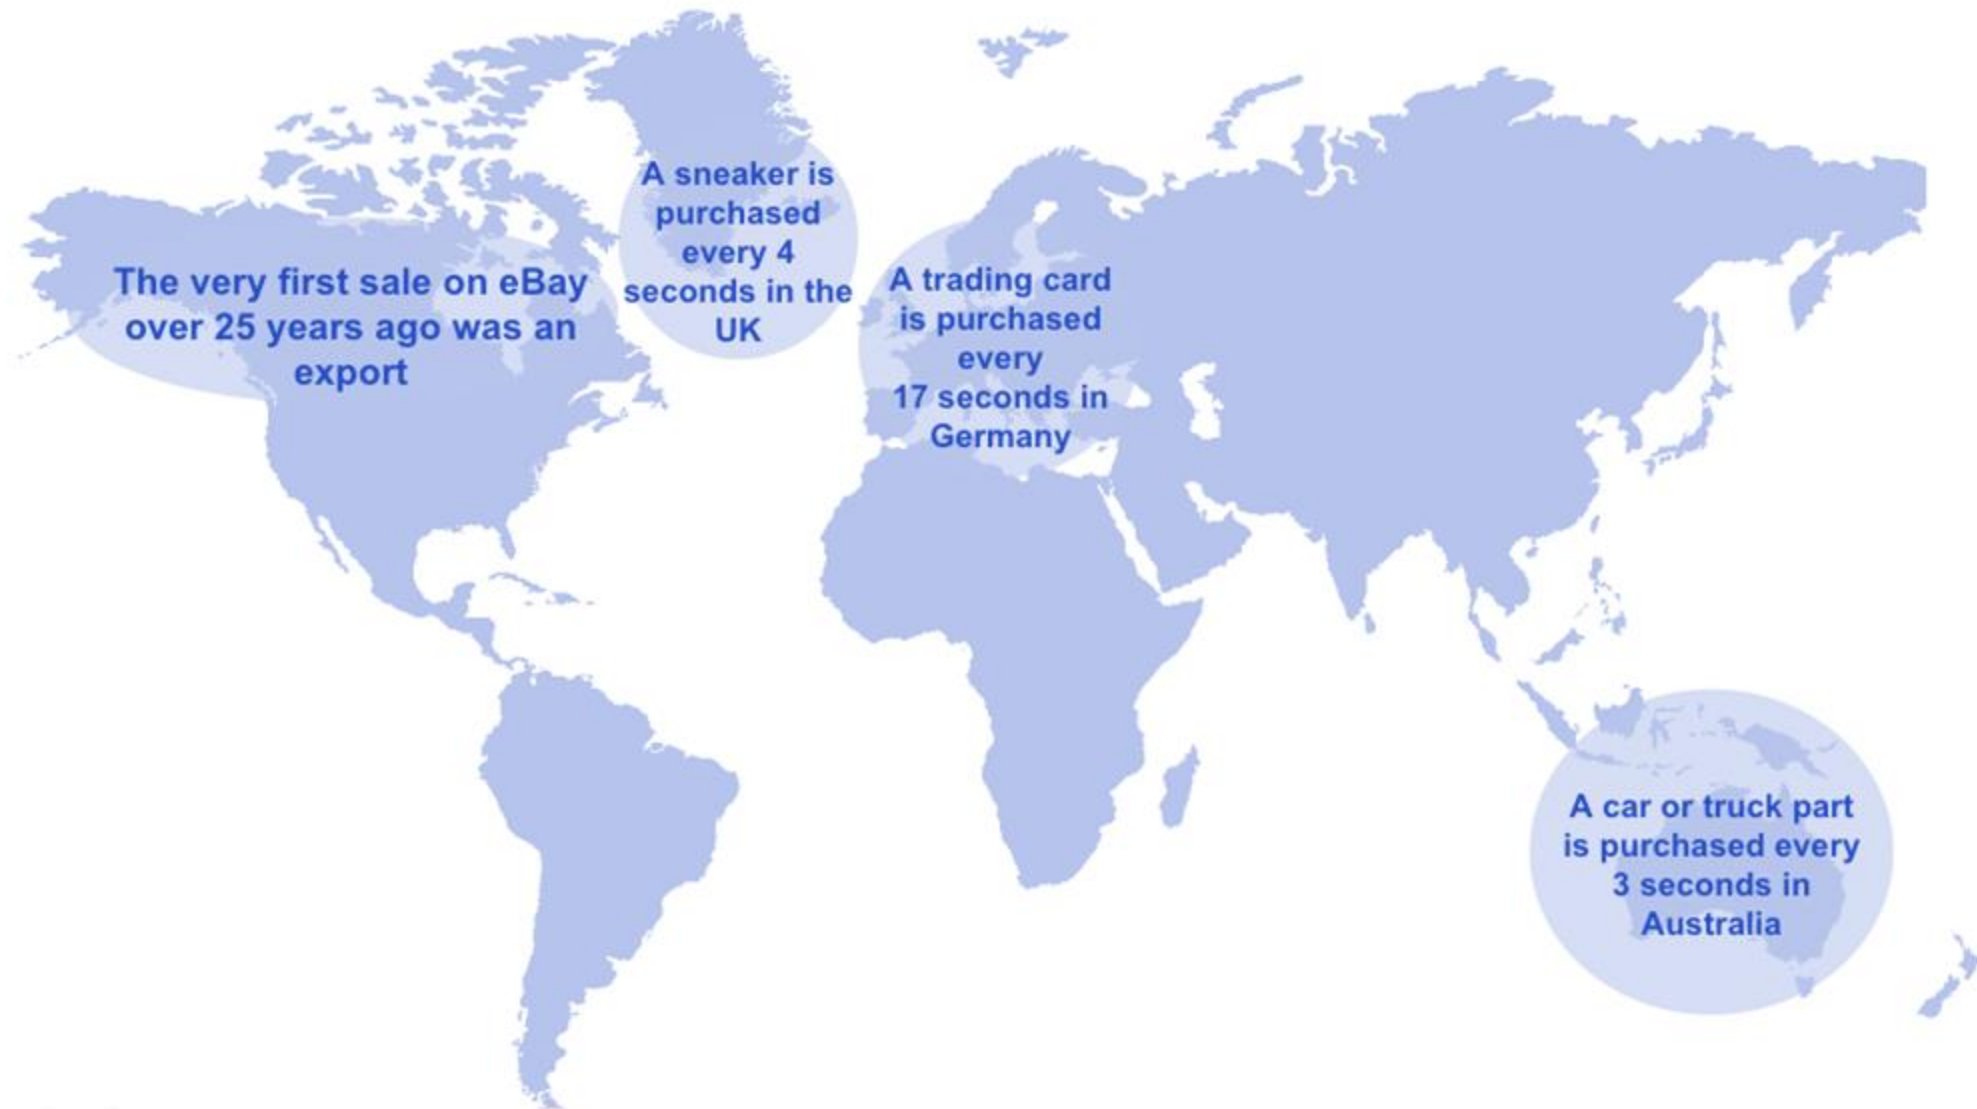 The very first sale on eBay
over 25 years ago was an
export
A sneaker is
purchased
every 4
seconds in the
UK
A trading card
is purchased
every
17 seconds in
Germany
A car or truck part
is purchased every
3 seconds in
Australia